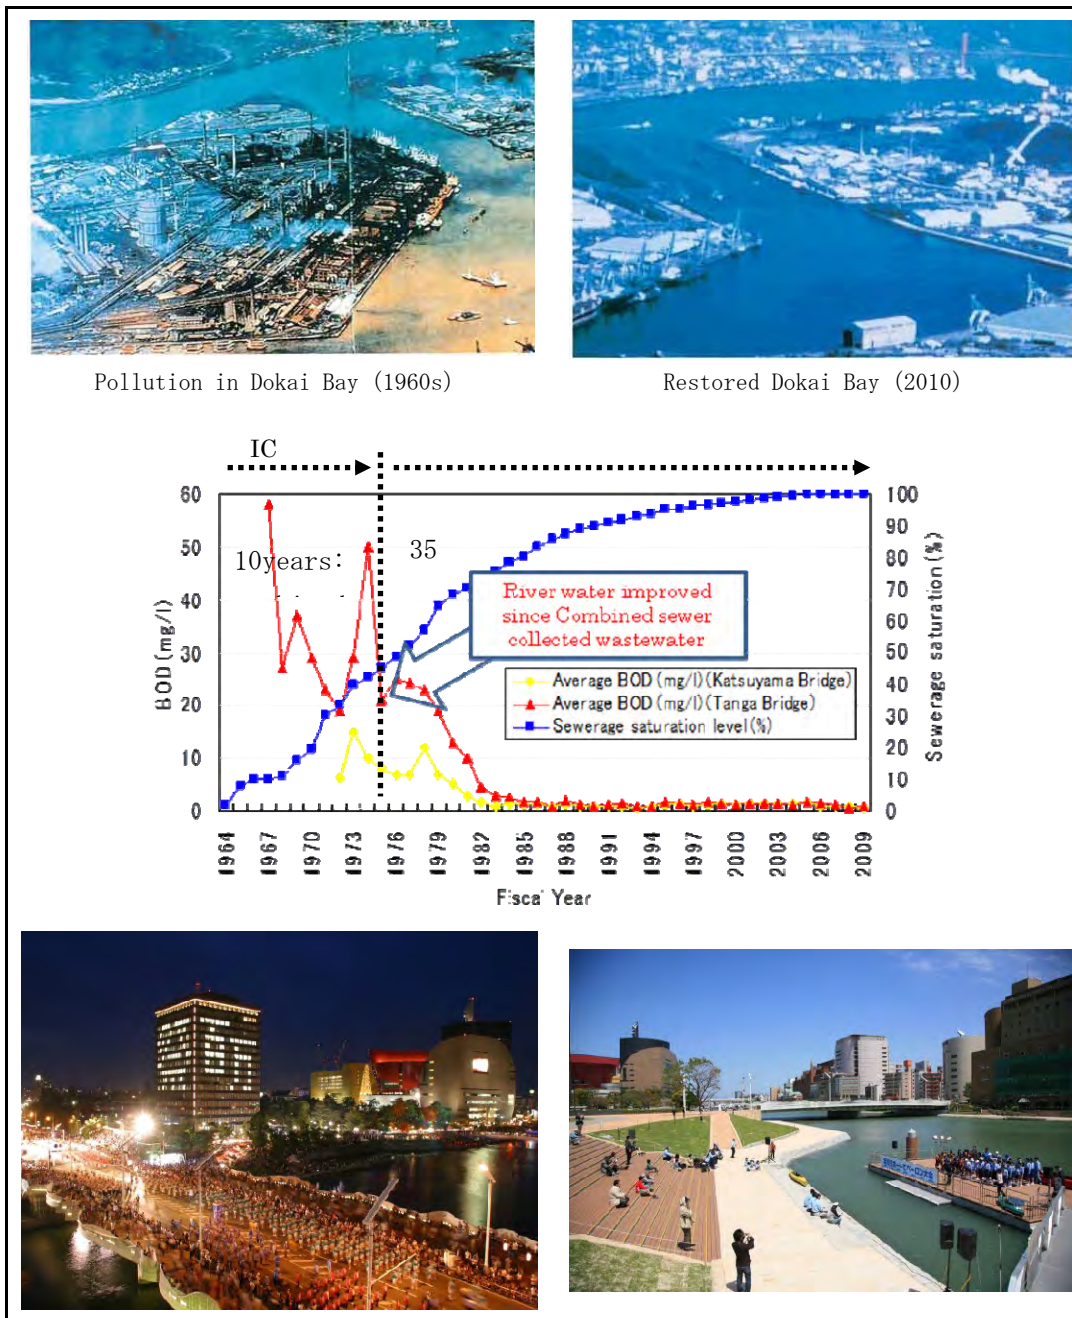 Pollution in Dokai Bay (1960s)
Restored Dokai Bay (2010)
IC
60
50
40
30
20
10
0
BOD (mg/l)
10years:
35
River water improved
since Combined sewer
collected wastewater
Average BOD (mg/l)(Katsuyama Bridge)
Average BOD (mg/l)(Tanga Bridge)
Sewerage saturation level(%)
100
90
80
70
60
50
40
30
20
10
0
Sewerage saturation(%)
1964
1967
1970
1973
1976
1979
1982
1985
1988
1991
1994
1997
2000
2003
2006
2009
Fiscal Year